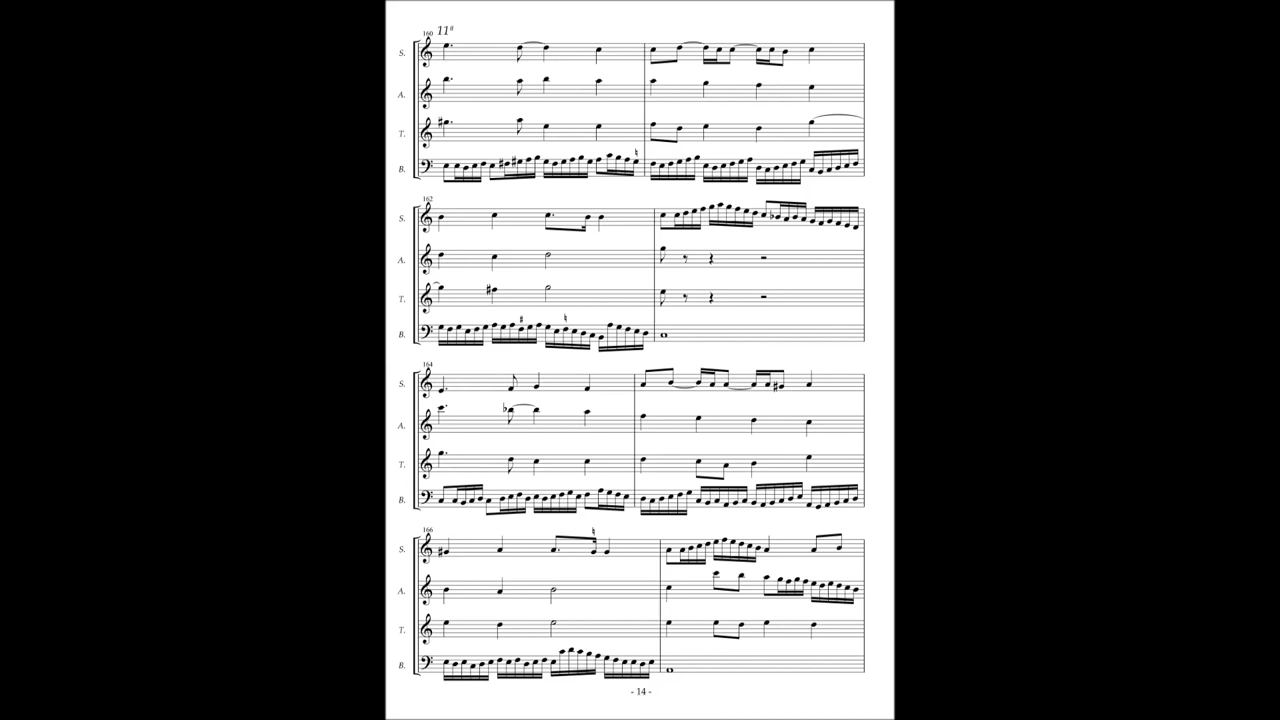 160 11#
S.
A.
T.
B.
162
S.
A.
T.
B.
164
S.
A.
T.
B.
166
S.
A.
T.
B.
- 14 -